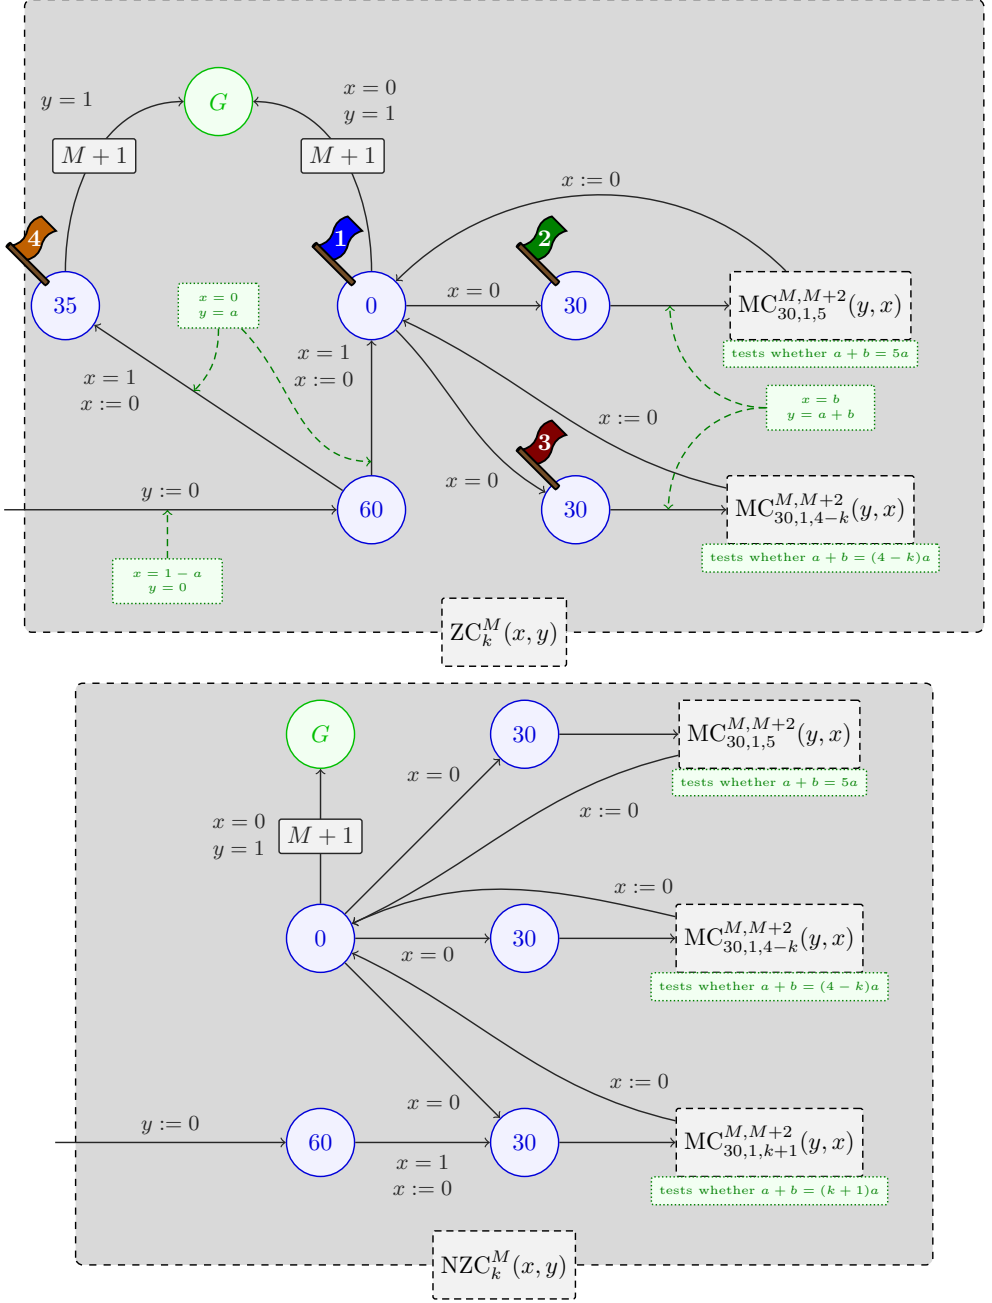 G
y = 1
x = 0
y = 1
M + 1
M + 1
x := 0
4
1
2
3
35
x = 0
y = a
0
x = 0
30
MC^{M,M+2}_{30,1,5}(y, x)
tests whether a + b = 5a
x = 1
x := 0
x = 1
x := 0
x = b
y = a + b
x := 0
x = 0
y := 0
60
30
MC^{M,M+2}_{30,1,4−k}(y, x)
tests whether a + b = (4 − k)a
x = 1 − a
y = 0
ZC^M_k(x, y)
G
30
MC^{M,M+2}_{30,1,5}(y, x)
tests whether a + b = 5a
x = 0
x := 0
x = 0
y = 1
M + 1
x := 0
0
x = 0
30
MC^{M,M+2}_{30,1,4−k}(y, x)
tests whether a + b = (4 − k)a
x := 0
x = 0
y := 0
60
x = 1
x := 0
30
MC^{M,M+2}_{30,1,k+1}(y, x)
tests whether a + b = (k + 1)a
NZC^M_k(x, y)